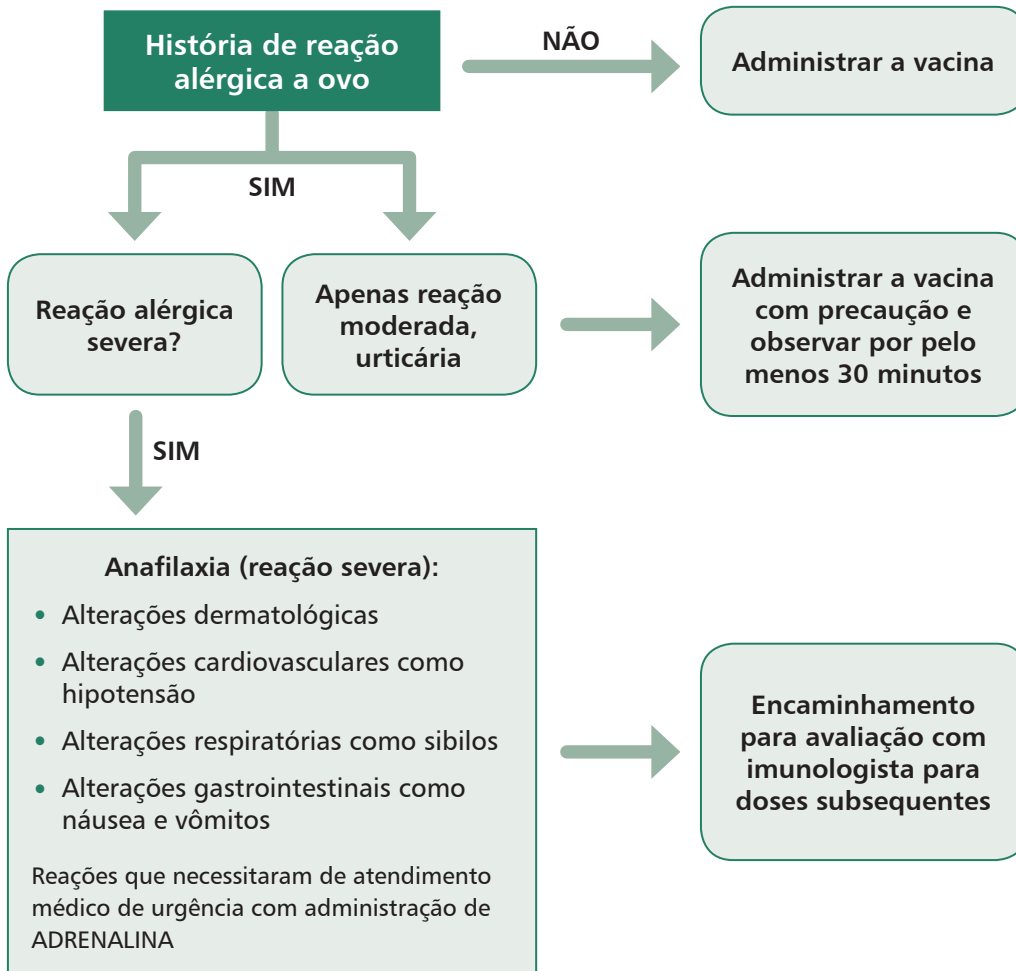 História de reação
alérgica a ovo
NÃO
Administrar a vacina
SIM
Reação alérgica
severa?
Apenas reação
moderada,
urticária
Administrar a vacina
com precaução e
observar por pelo
menos 30 minutos
SIM
Anafilaxia (reação severa):
• Alterações dermatológicas
• Alterações cardiovasculares como
hipotensão
• Alterações respiratórias como sibilos
• Alterações gastrointestinais como
náusea e vômitos
Reações que necessitaram de atendimento
médico de urgência com administração de
ADRENALINA
Encaminhamento
para avaliação com
imunologista para
doses subsequentes